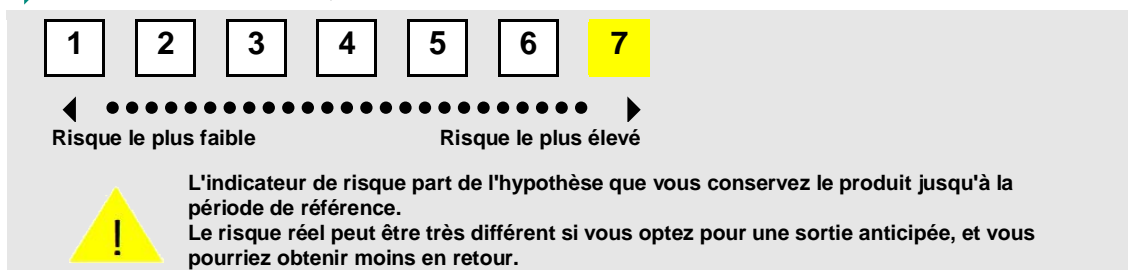 1 2 3 4 5 6 7
Risque le plus faible Risque le plus élevé
L'indicateur de risque part de l'hypothèse que vous conservez le produit jusqu'à la
période de référence.
! Le risque réel peut être très différent si vous optez pour une sortie anticipée, et vous
pourriez obtenir moins en retour.